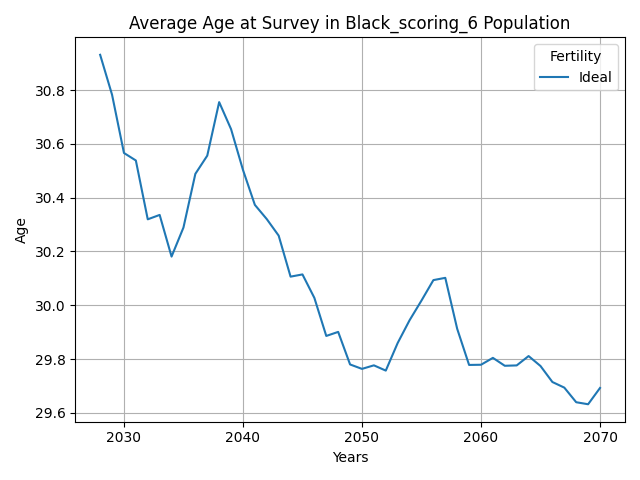 Average Age at Survey in Black_scoring_6 Population
Fertility
Ideal
30.8
30.6
30.4
30.2
30.0
29.8
29.6
Age
2030 2040 2050 2060 2070
Years